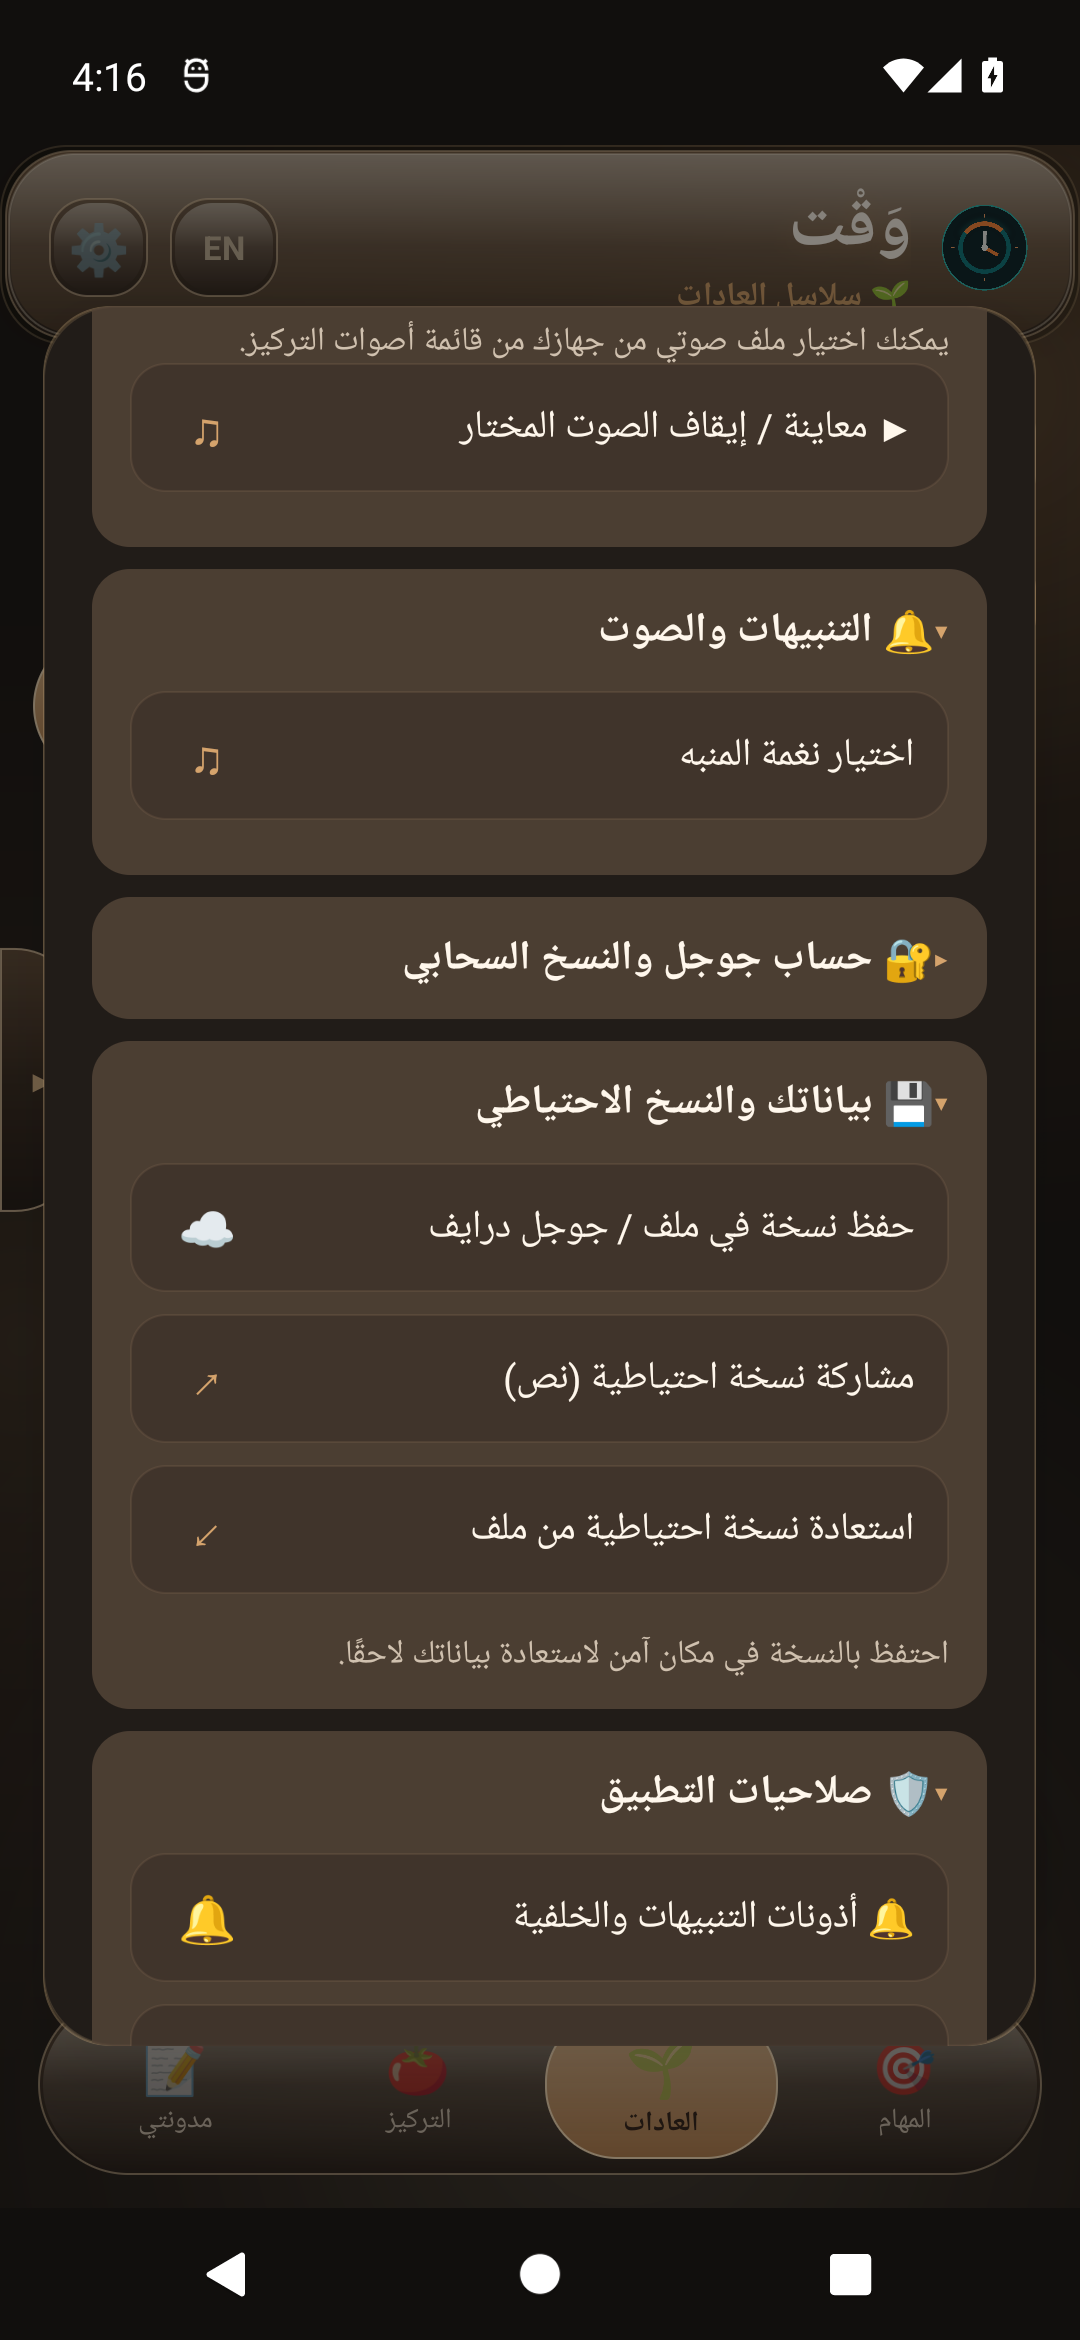 4:16
وَقْت
EN
🌱 سلاسل العادات
يمكنك اختيار ملف صوتي من جهازك من قائمة أصوات التركيز.
▶ معاينة / إيقاف الصوت المختار
التنبيهات والصوت
اختيار نغمة المنبه
حساب جوجل والنسخ السحابي
بياناتك والنسخ الاحتياطي
حفظ نسخة في ملف / جوجل درايف
مشاركة نسخة احتياطية (نص)
استعادة نسخة احتياطية من ملف
احتفظ بالنسخة في مكان آمن لاستعادة بياناتك لاحقًا.
صلاحيات التطبيق
أذونات التنبيهات والخلفية
المهام
العادات
التركيز
مدونتي